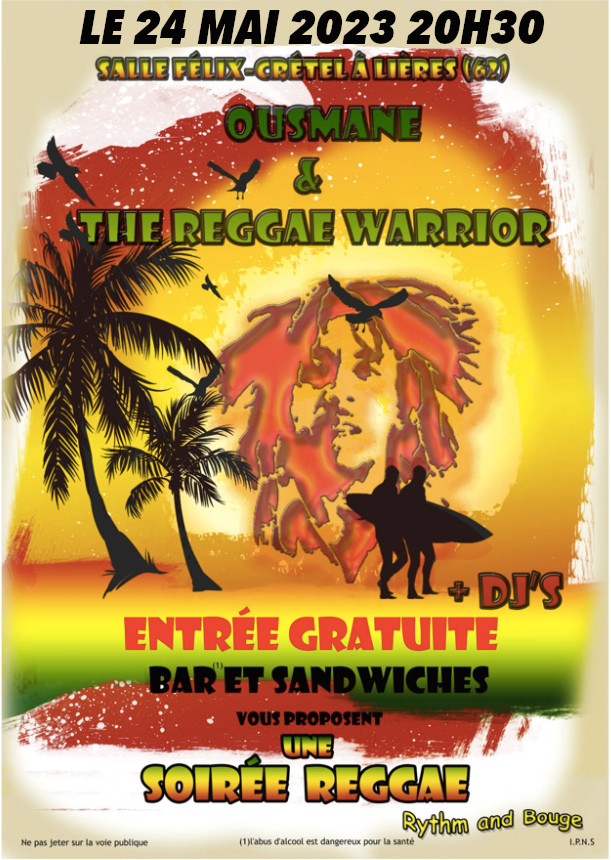 LE 24 MAI 2023 20H30
SALLE FÉLIX-CRÉTEL À LIÈRES (62)
OUSMANE
&
THE REGGAE WARRIOR
+ DJ'S
ENTRÉE GRATUITE
BAR(1) ET SANDWICHES
VOUS PROPOSENT
UNE
SOIRÉE REGGAE
Rythm and Bouge
Ne pas jeter sur la voie publique
(1)l'abus d'alcool est dangereux pour la santé
I.P.N.S